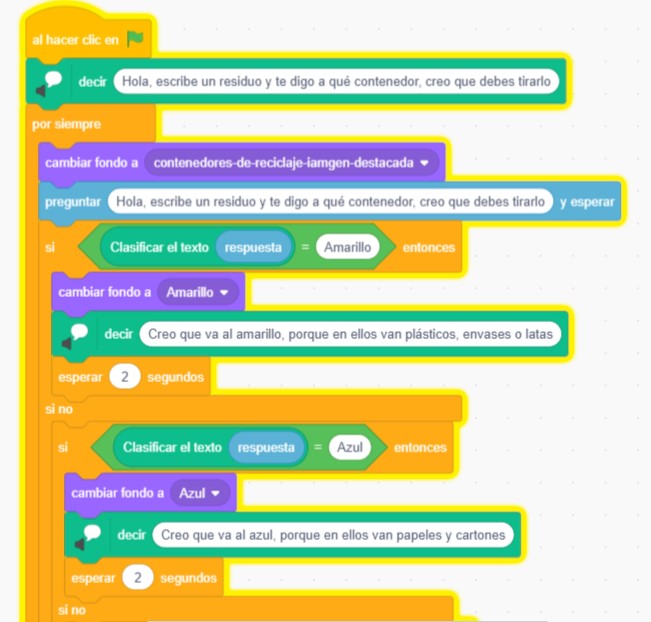 al hacer clic en
decir Hola, escribe un residuo y te digo a qué contenedor, creo que debes tirarlo
por siempre
cambiar fondo a contenedores-de-reciclaje-iamgen-destacada
preguntar Hola, escribe un residuo y te digo a qué contenedor, creo que debes tirarlo y esperar
si Clasificar el texto respuesta = Amarillo entonces
cambiar fondo a Amarillo
decir Creo que va al amarillo, porque en ellos van plásticos, envases o latas
esperar 2 segundos
si no
si Clasificar el texto respuesta = Azul entonces
cambiar fondo a Azul
decir Creo que va al azul, porque en ellos van papeles y cartones
esperar 2 segundos
si no